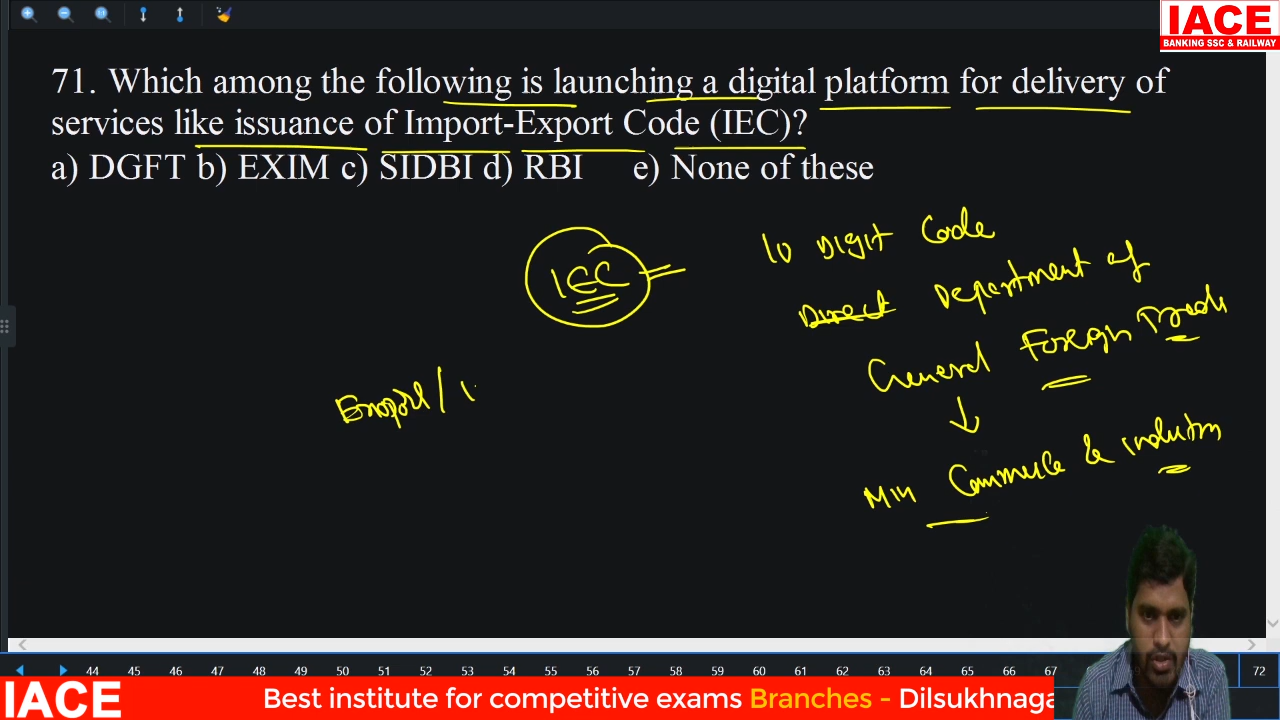 IACE
BANKING SSC & RAILWAY
71. Which among the following is launching a digital platform for delivery of
services like issuance of Import-Export Code (IEC)?
a) DGFT b) EXIM c) SIDBI d) RBI e) None of these
10 Digit Code
IEC
Direct Department of
General Foreign Trade
Min Commerce & industry
44 45 46 47 48 49 50 51 52 53 54 55 56 57 58 59 60 61 62 63 64 65 66 67 72
IACE
Best institute for competitive exams Branches - Dilsukhnaga